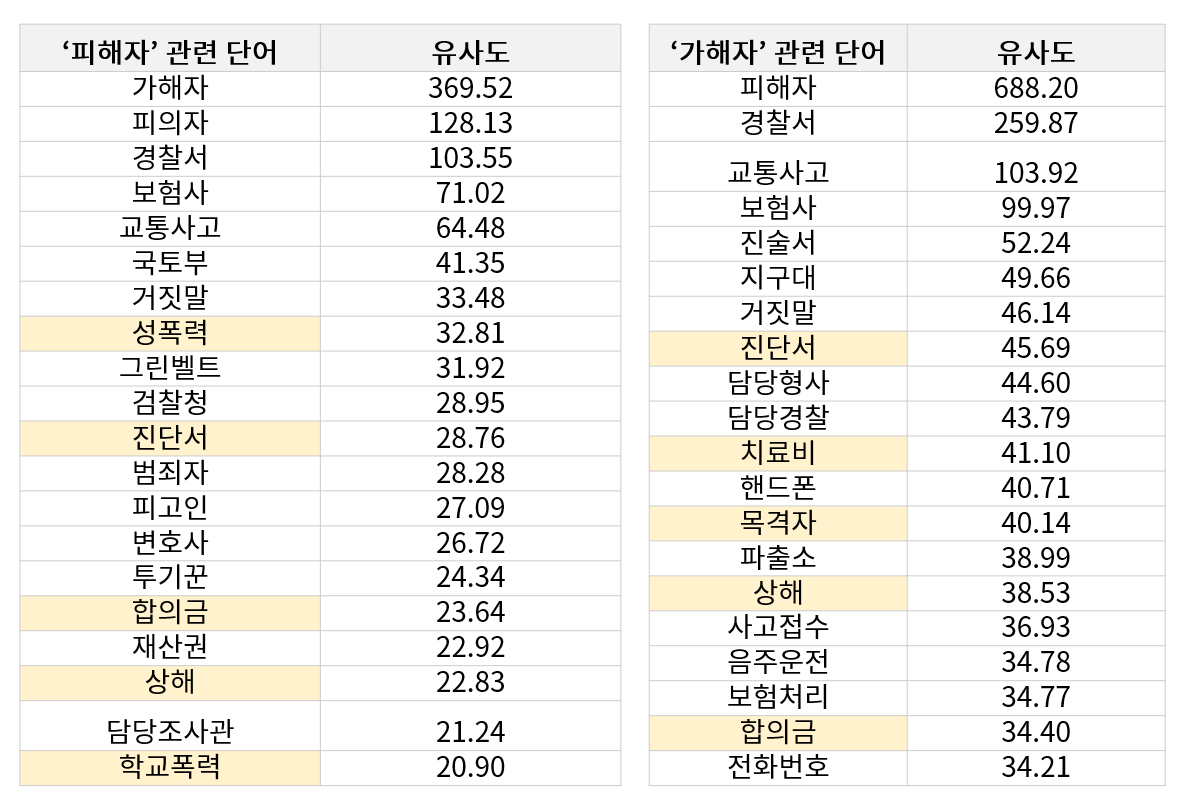 ‘피해자’ 관련 단어 유사도
가해자 369.52
피의자 128.13
경찰서 103.55
보험사 71.02
교통사고 64.48
국토부 41.35
거짓말 33.48
성폭력 32.81
그린벨트 31.92
검찰청 28.95
진단서 28.76
범죄자 28.28
피고인 27.09
변호사 26.72
투기꾼 24.34
합의금 23.64
재산권 22.92
상해 22.83
담당조사관 21.24
학교폭력 20.90
‘가해자’ 관련 단어 유사도
피해자 688.20
경찰서 259.87
교통사고 103.92
보험사 99.97
진술서 52.24
지구대 49.66
거짓말 46.14
진단서 45.69
담당형사 44.60
담당경찰 43.79
치료비 41.10
핸드폰 40.71
목격자 40.14
파출소 38.99
상해 38.53
사고접수 36.93
음주운전 34.78
보험처리 34.77
합의금 34.40
전화번호 34.21